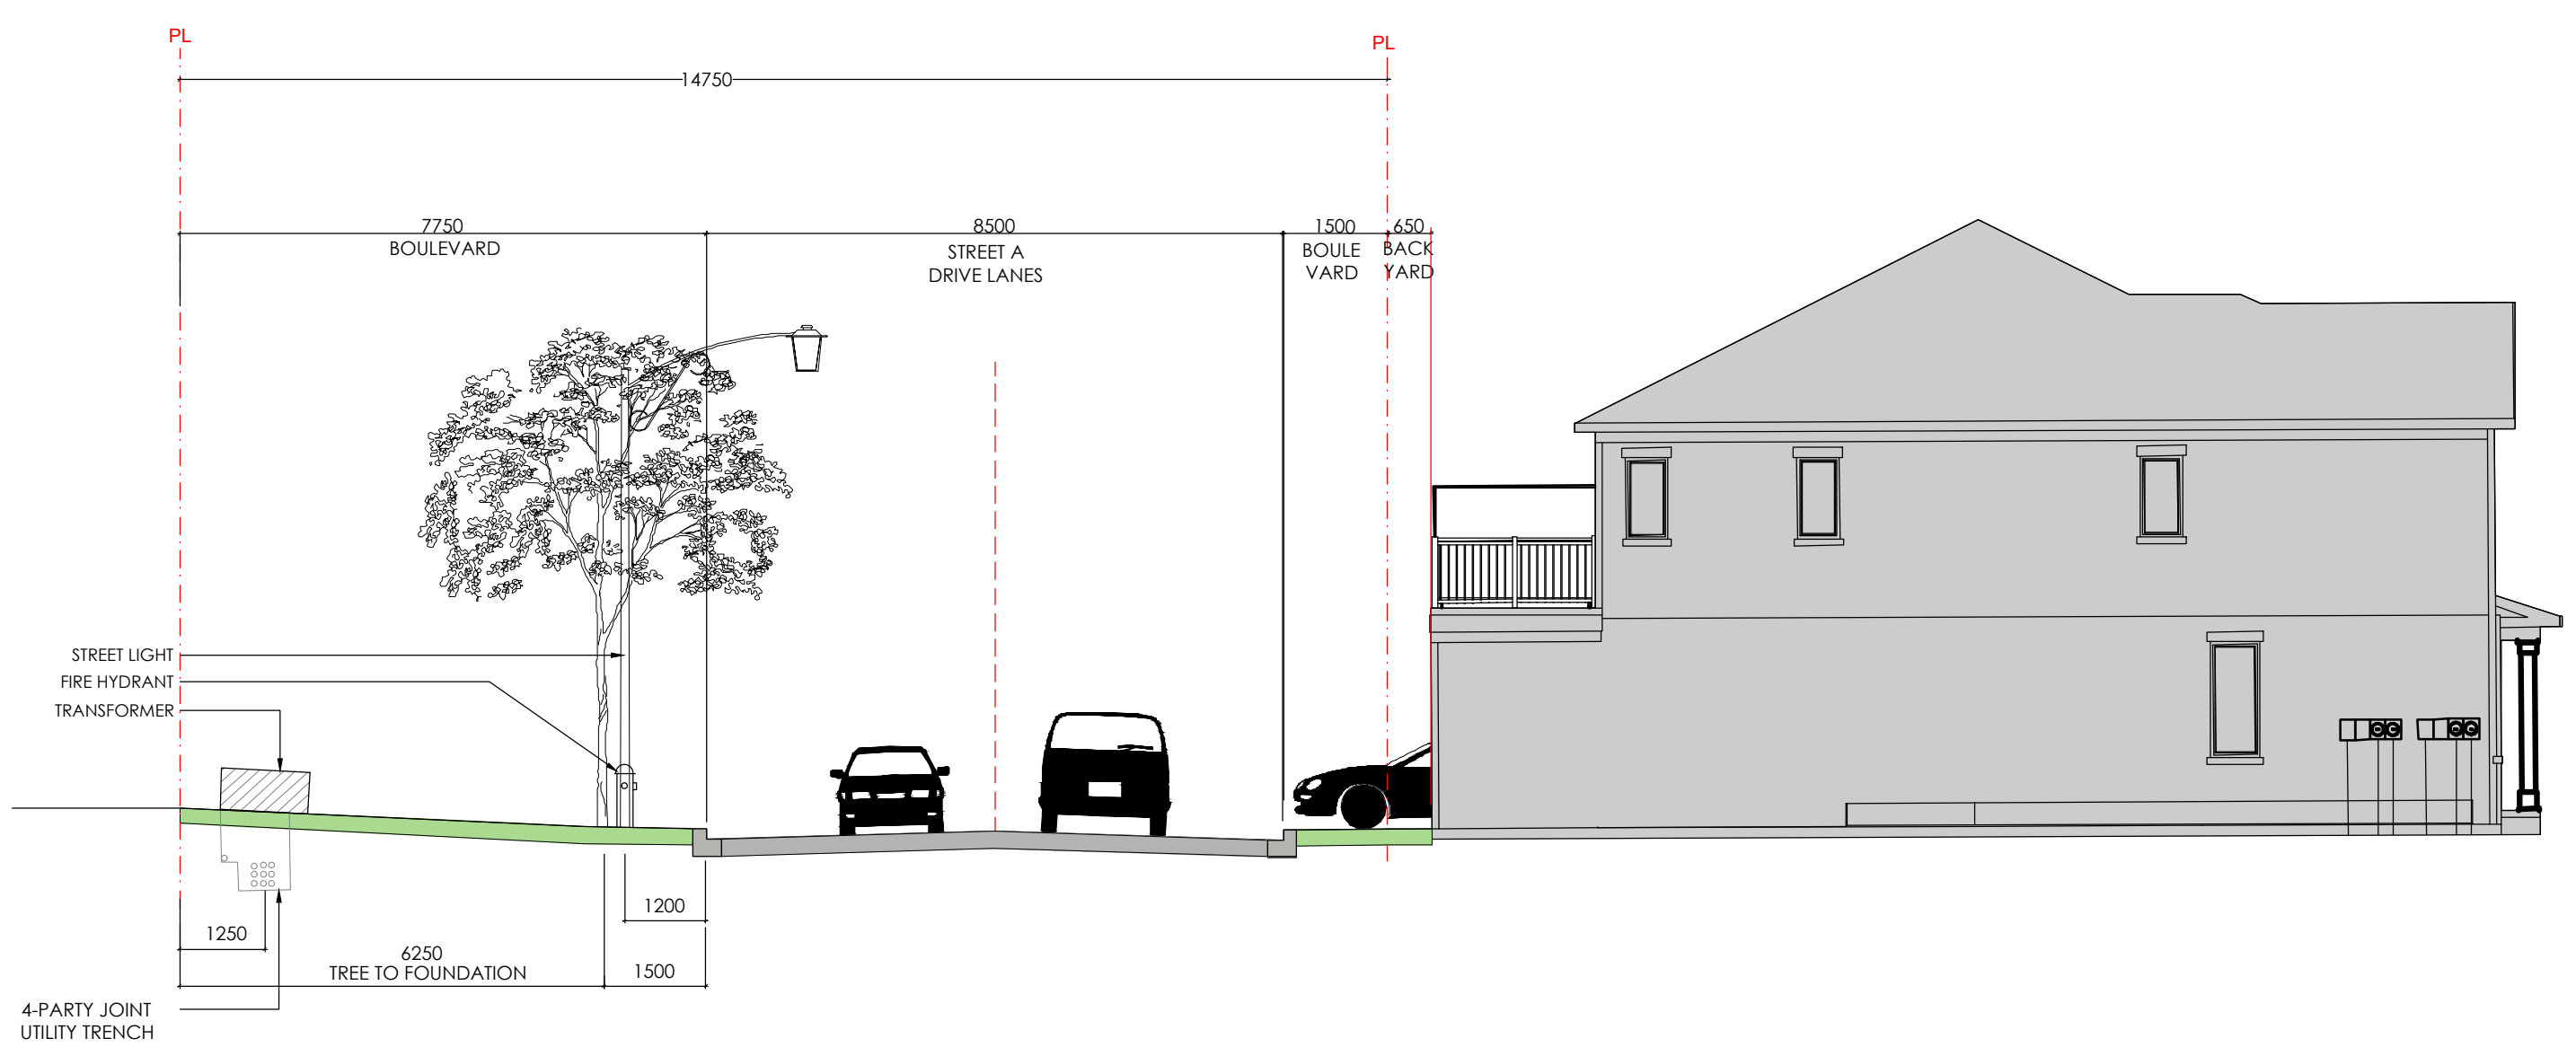 PL
PL
14750
7750
BOULEVARD
8500
STREET A
DRIVE LANES
1500
BOULE
VARD
650
BACK
YARD
STREET LIGHT
FIRE HYDRANT
TRANSFORMER
1200
1250
6250
TREE TO FOUNDATION
1500
4-PARTY JOINT
UTILITY TRENCH